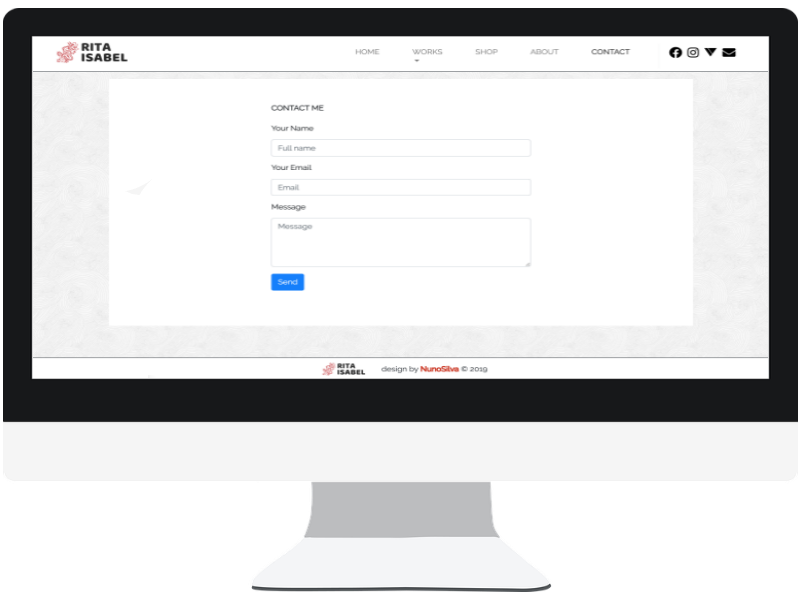 RITA
ISABEL
HOME WORKS SHOP ABOUT CONTACT
CONTACT ME
Your Name
Full name
Your Email
Email
Message
Message
Send
RITA
ISABEL
design by NunoSilva © 2019